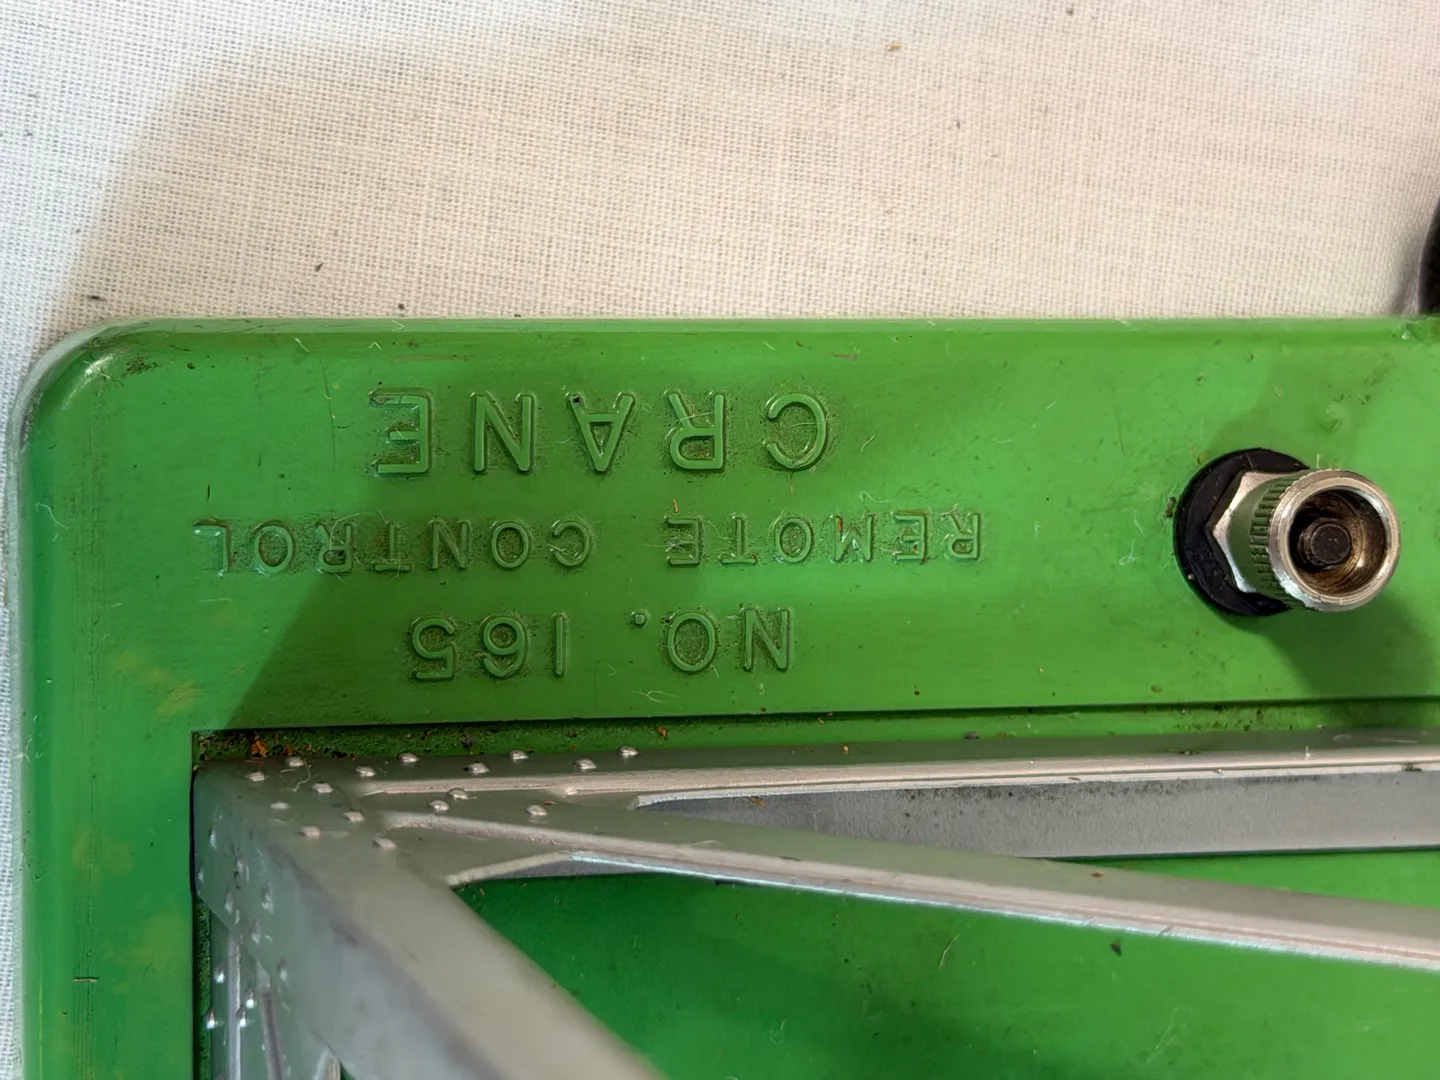 NO. 165
REMOTE CONTROL
CRANE